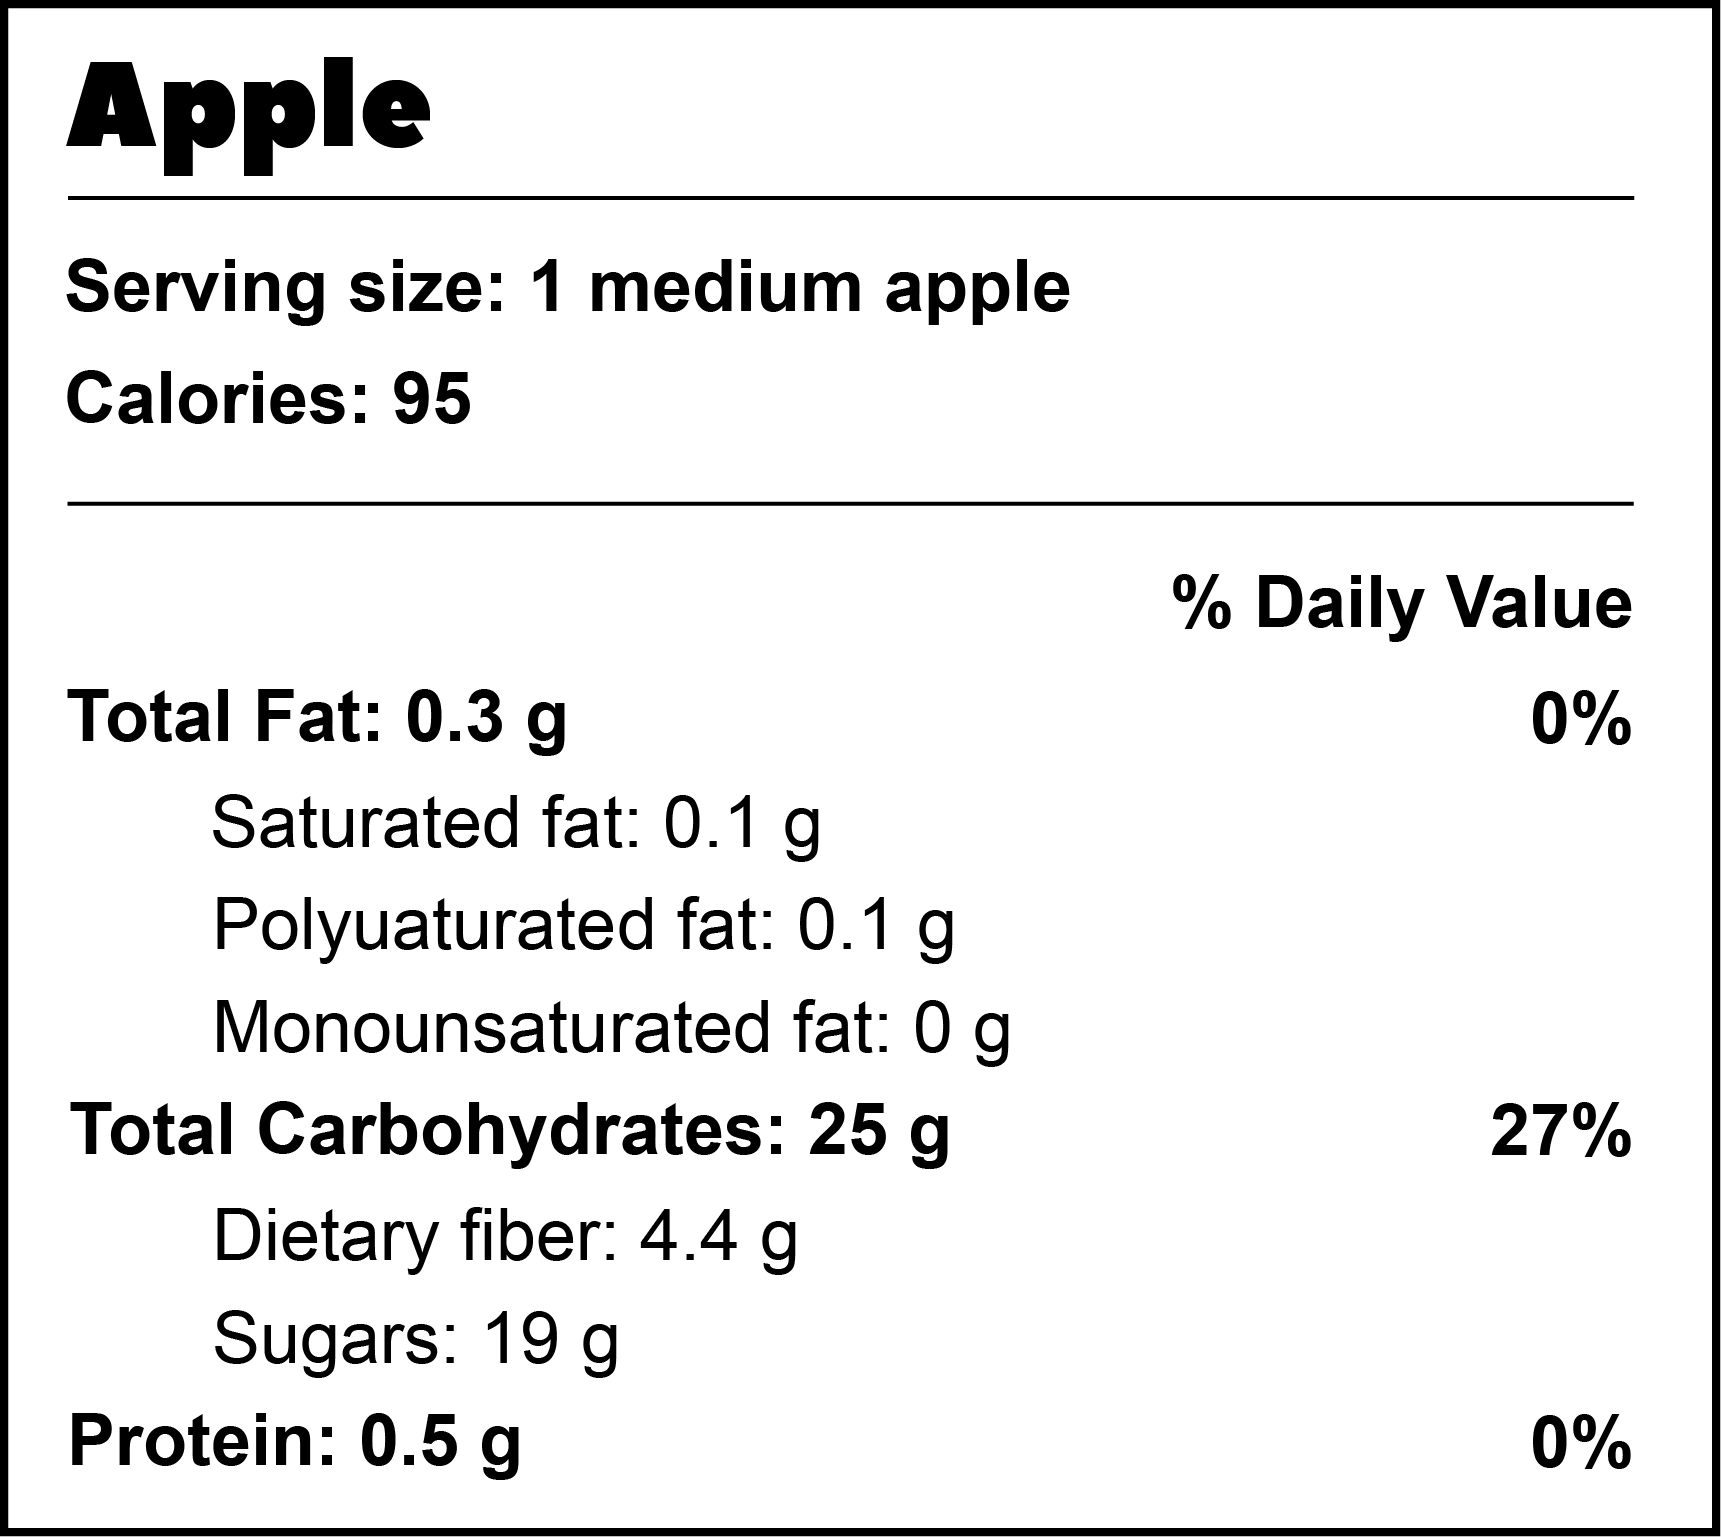 Apple
Serving size: 1 medium apple
Calories: 95
% Daily Value
Total Fat: 0.3 g 0%
Saturated fat: 0.1 g
Polyuaturated fat: 0.1 g
Monounsaturated fat: 0 g
Total Carbohydrates: 25 g 27%
Dietary fiber: 4.4 g
Sugars: 19 g
Protein: 0.5 g 0%